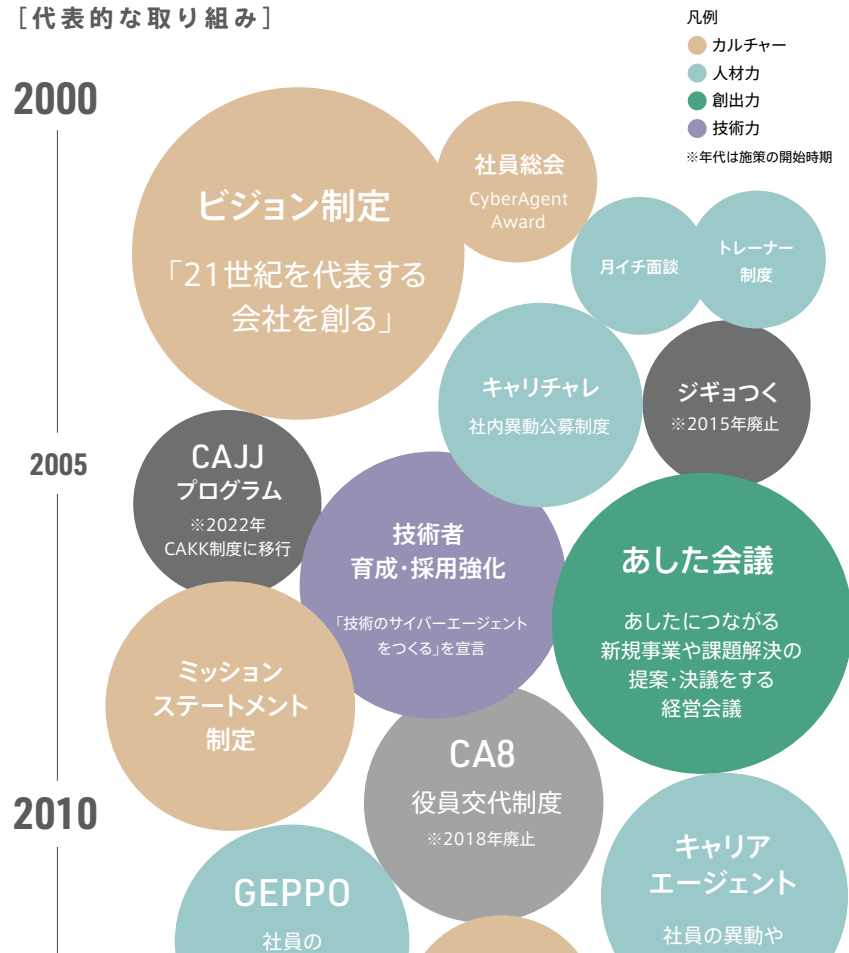 ［代表的な取り組み］
凡例
カルチャー
人材力
創出力
技術力
※年代は施策の開始時期
2000
ビジョン制定
「21世紀を代表する
会社を創る」
社員総会
CyberAgent
Award
月イチ面談
トレーナー
制度
キャリチャレ
社内異動公募制度
ジギョつく
※2015年廃止
2005
CAJJ
プログラム
※2022年
CAKK制度に移行
技術者
育成・採用強化
「技術のサイバーエージェント
をつくる」を宣言
あした会議
あしたにつながる
新規事業や課題解決の
提案・決議をする
経営会議
ミッション
ステートメント
制定
CA8
役員交代制度
※2018年廃止
2010
GEPPO
社員の
キャリア
エージェント
社員の異動や